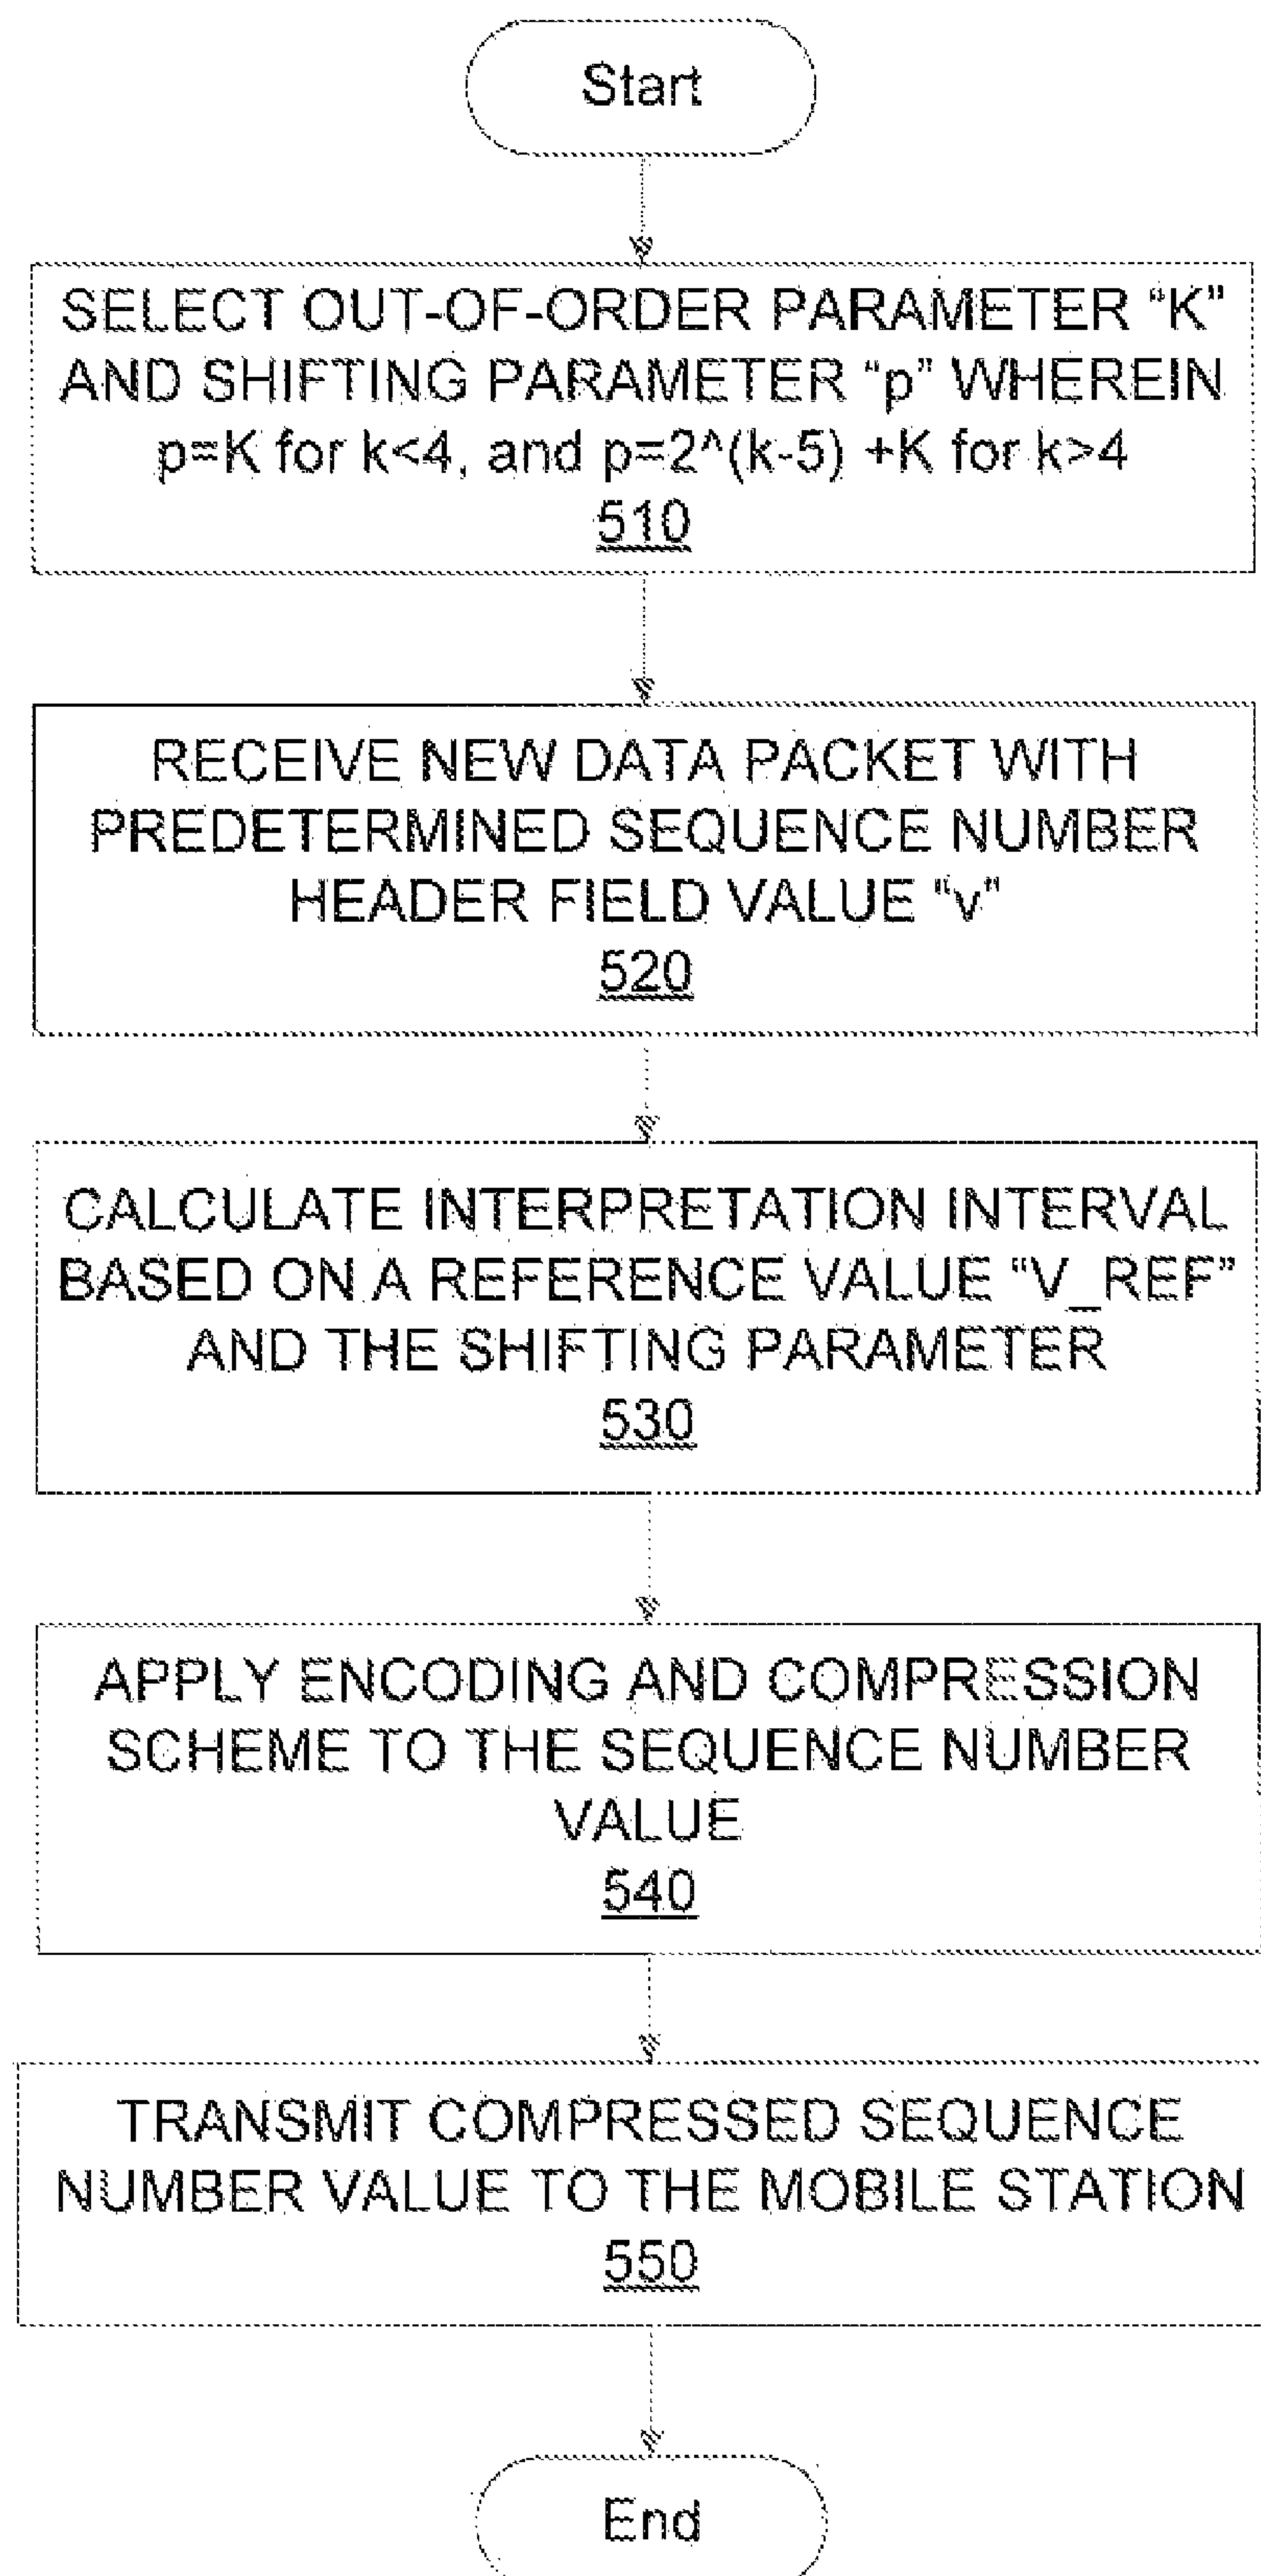 Start
SELECT OUT-OF-ORDER PARAMETER “K”
AND SHIFTING PARAMETER “p” WHEREIN
p=K for k<4, and p=2^(k-5) +K for k>4
510
RECEIVE NEW DATA PACKET WITH
PREDETERMINED SEQUENCE NUMBER
HEADER FIELD VALUE “v”
520
CALCULATE INTERPRETATION INTERVAL
BASED ON A REFERENCE VALUE “V_REF”
AND THE SHIFTING PARAMETER
530
APPLY ENCODING AND COMPRESSION
SCHEME TO THE SEQUENCE NUMBER
VALUE
540
TRANSMIT COMPRESSED SEQUENCE
NUMBER VALUE TO THE MOBILE STATION
550
End